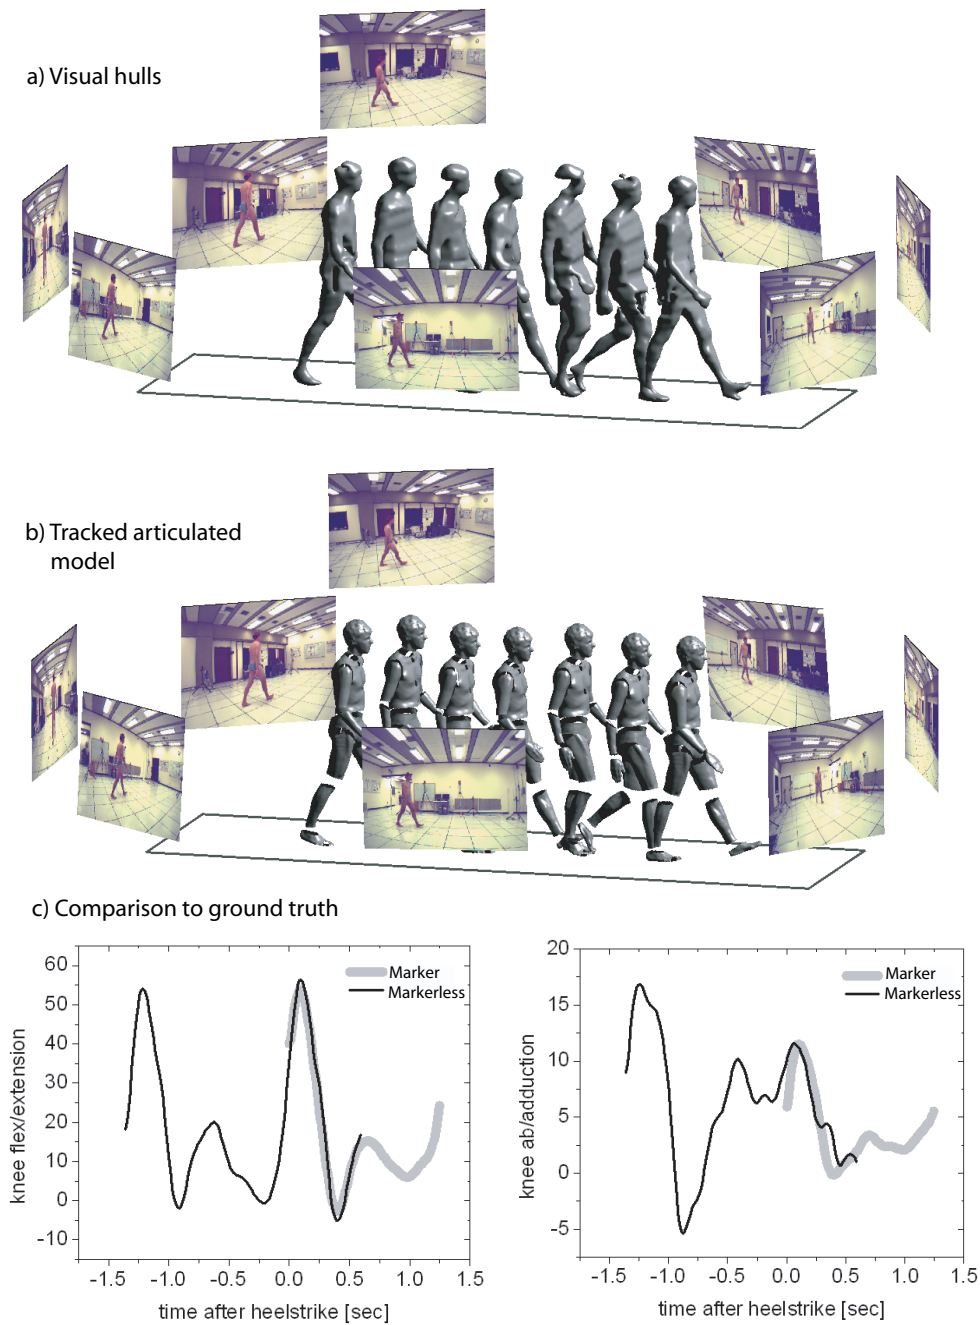 a) Visual hulls
b) Tracked articulated
model
c) Comparison to ground truth
60
50
40
30
20
10
0
-10
knee flex/extension
Marker
Markerless
-1.5
-1.0
-0.5
0.0
0.5
1.0
1.5
time after heelstrike [sec]
20
15
10
5
0
-5
knee ab/adduction
Marker
Markerless
-1.5
-1.0
-0.5
0.0
0.5
1.0
1.5
time after heelstrike [sec]